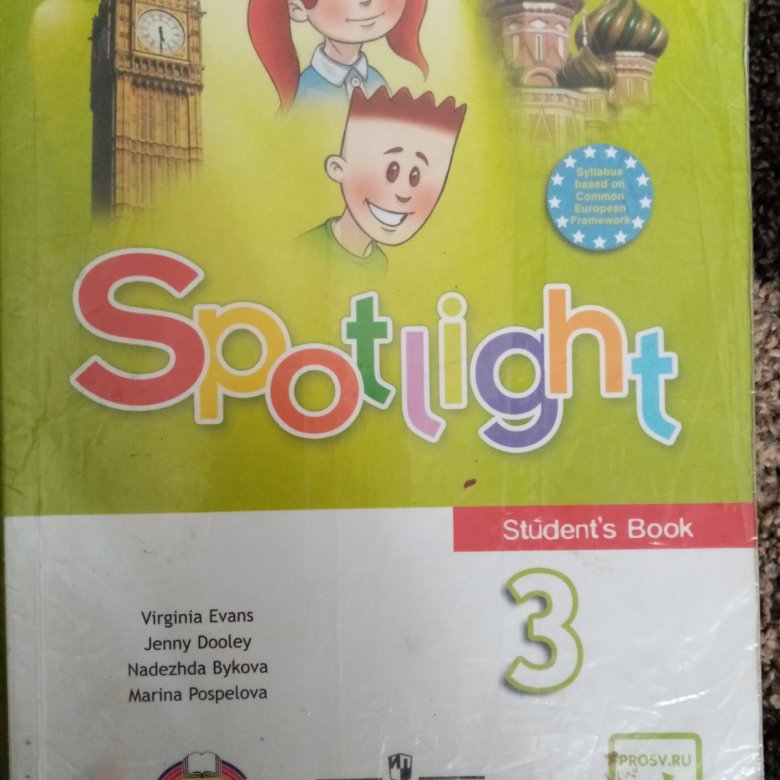 Syllabus
based on
Common
European
Framework
Spotlight
Student's Book
3
Virginia Evans
Jenny Dooley
Nadezhda Bykova
Marina Pospelova
PROSV.RU